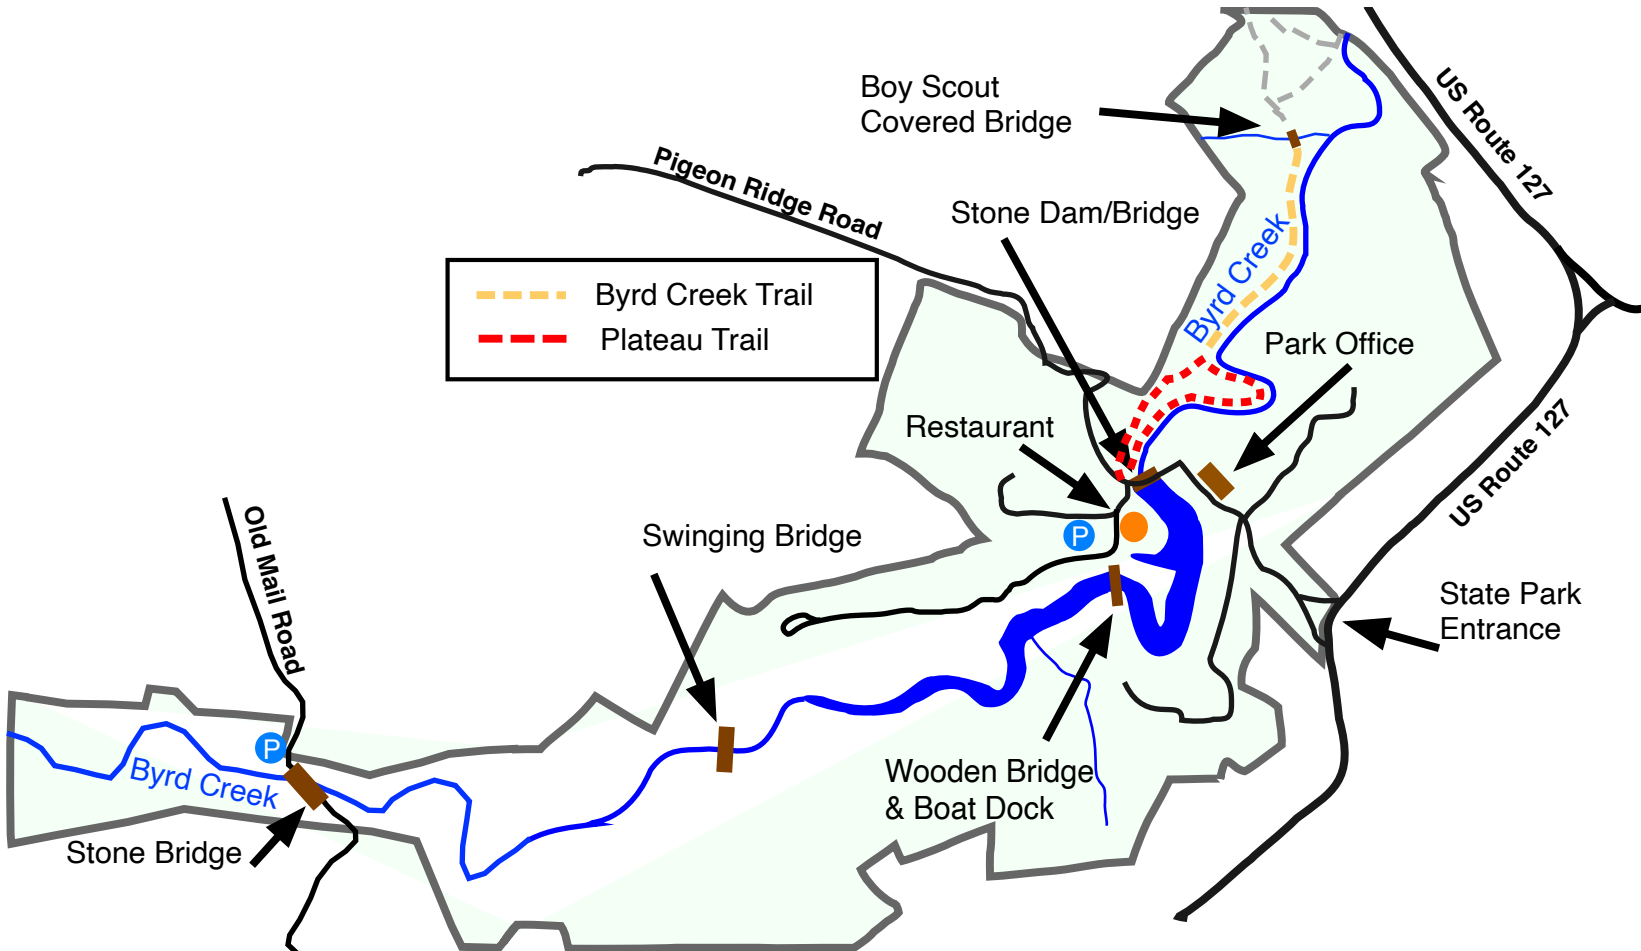 Boy Scout
Covered Bridge
US Route 127
Pigeon Ridge Road
Stone Dam/Bridge
Byrd Creek
Byrd Creek Trail
Plateau Trail
Park Office
Restaurant
US Route 127
Old Mail Road
Swinging Bridge
P
State Park
Entrance
P
Byrd Creek
Wooden Bridge
& Boat Dock
Stone Bridge